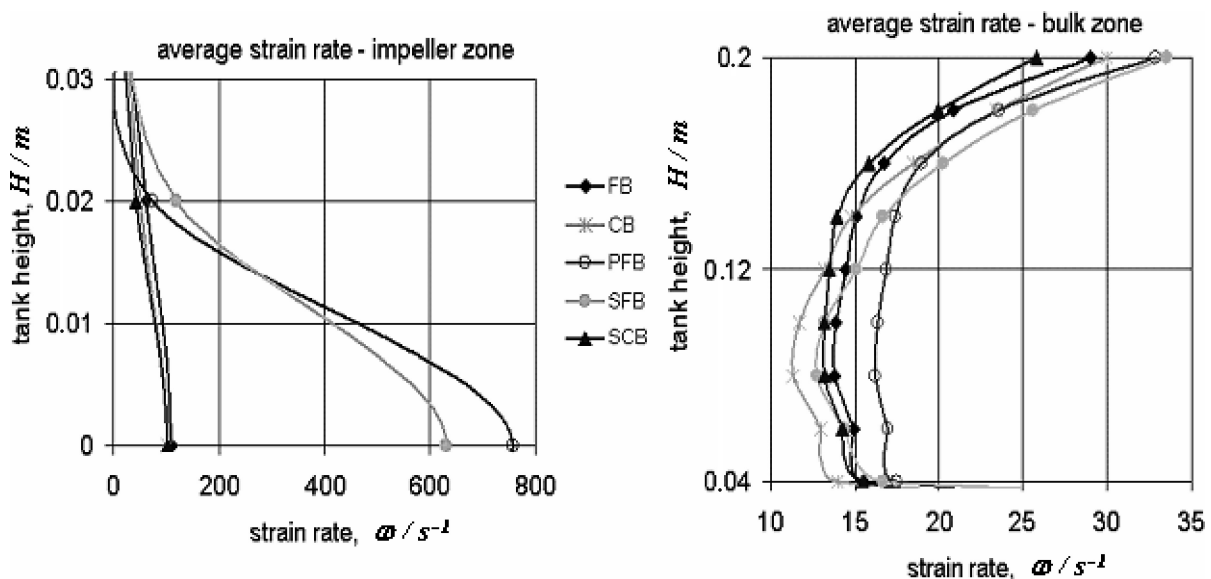 average strain rate - impeller zone
tank height, H / m
0.03
0.02
0.01
0
0 200 400 600 800
strain rate, ϖ / s⁻¹
FB
CB
PFB
SFB
SCB
average strain rate - bulk zone
tank height, H / m
0.2
0.12
0.04
10 15 20 25 30 35
strain rate, ϖ / s⁻¹